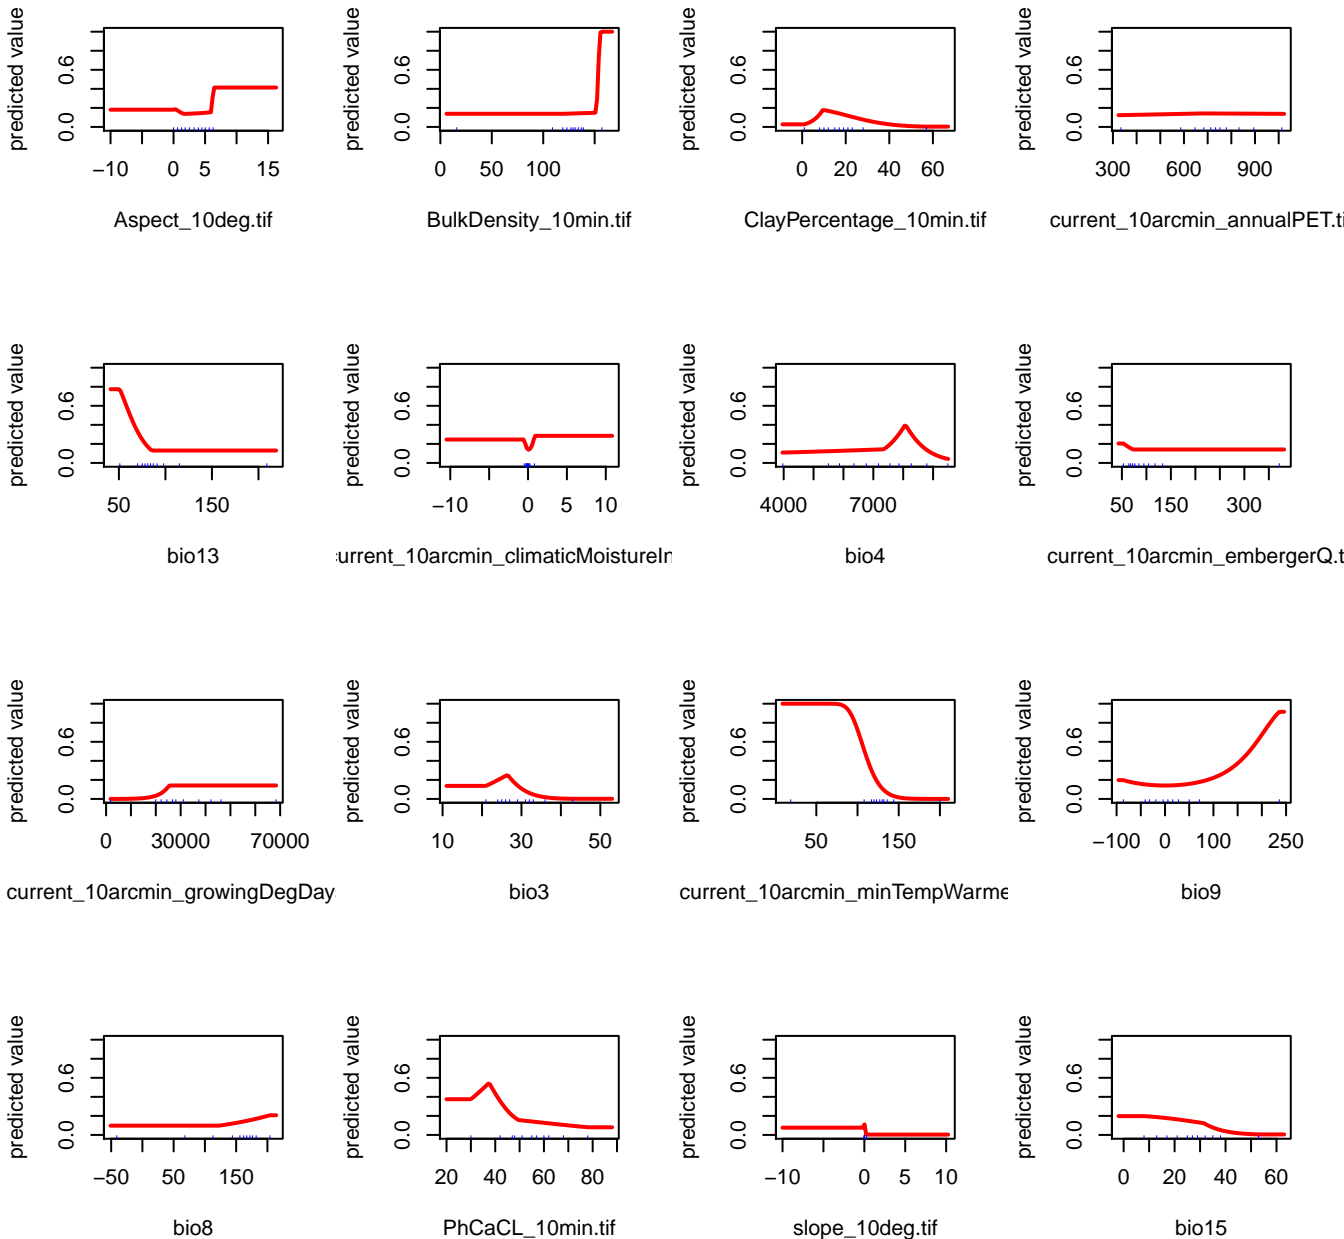 predicted value
0.0 0.6
−10 0 5 15
Aspect_10deg.tif
predicted value
0.0 0.6
0 50 100
BulkDensity_10min.tif
predicted value
0.0 0.6
0 20 40 60
ClayPercentage_10min.tif
predicted value
0.0 0.6
300 600 900
current_10arcmin_annualPET.ti
predicted value
0.0 0.6
50 150
bio13
predicted value
0.0 0.6
−10 0 5 10
current_10arcmin_climaticMoistureIn
predicted value
0.0 0.6
4000 7000
bio4
predicted value
0.0 0.6
50 150 300
current_10arcmin_embergerQ.t
predicted value
0.0 0.6
0 30000 70000
current_10arcmin_growingDegDay
predicted value
0.0 0.6
10 30 50
bio3
predicted value
0.0 0.6
50 150
current_10arcmin_minTempWarme
predicted value
0.0 0.6
−100 0 100 250
bio9
predicted value
0.0 0.6
−50 50 150
bio8
predicted value
0.0 0.6
20 40 60 80
PhCaCL_10min.tif
predicted value
0.0 0.6
−10 0 5 10
slope_10deg.tif
predicted value
0.0 0.6
0 20 40 60
bio15